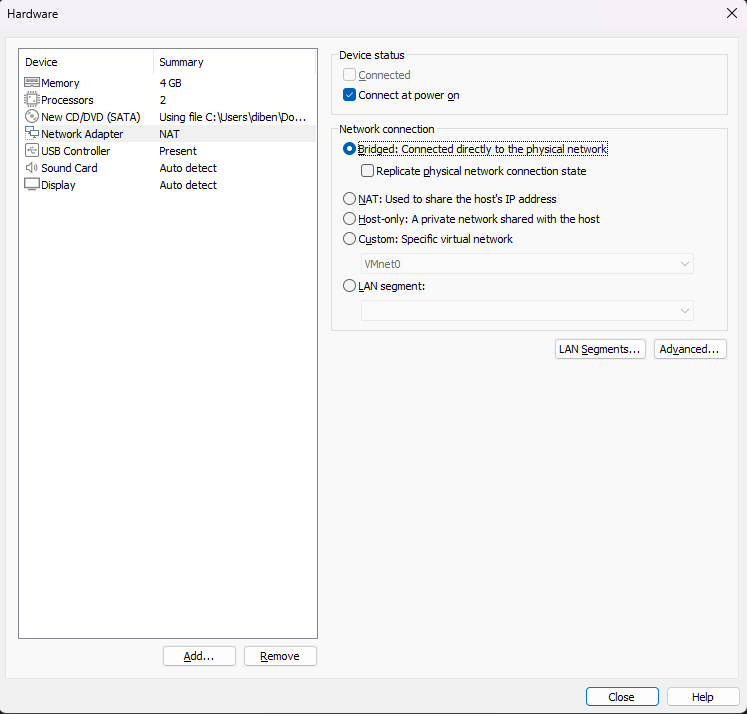 Hardware
Device Summary
Memory 4 GB
Processors 2
New CD/DVD (SATA) Using file C:\Users\diben\Do...
Network Adapter NAT
USB Controller Present
Sound Card Auto detect
Display Auto detect
Add...
Remove
Device status
Connected
Connect at power on
Network connection
Bridged: Connected directly to the physical network
Replicate physical network connection state
NAT: Used to share the host's IP address
Host-only: A private network shared with the host
Custom: Specific virtual network
VMnet0
LAN segment:
LAN Segments...
Advanced...
Close
Help